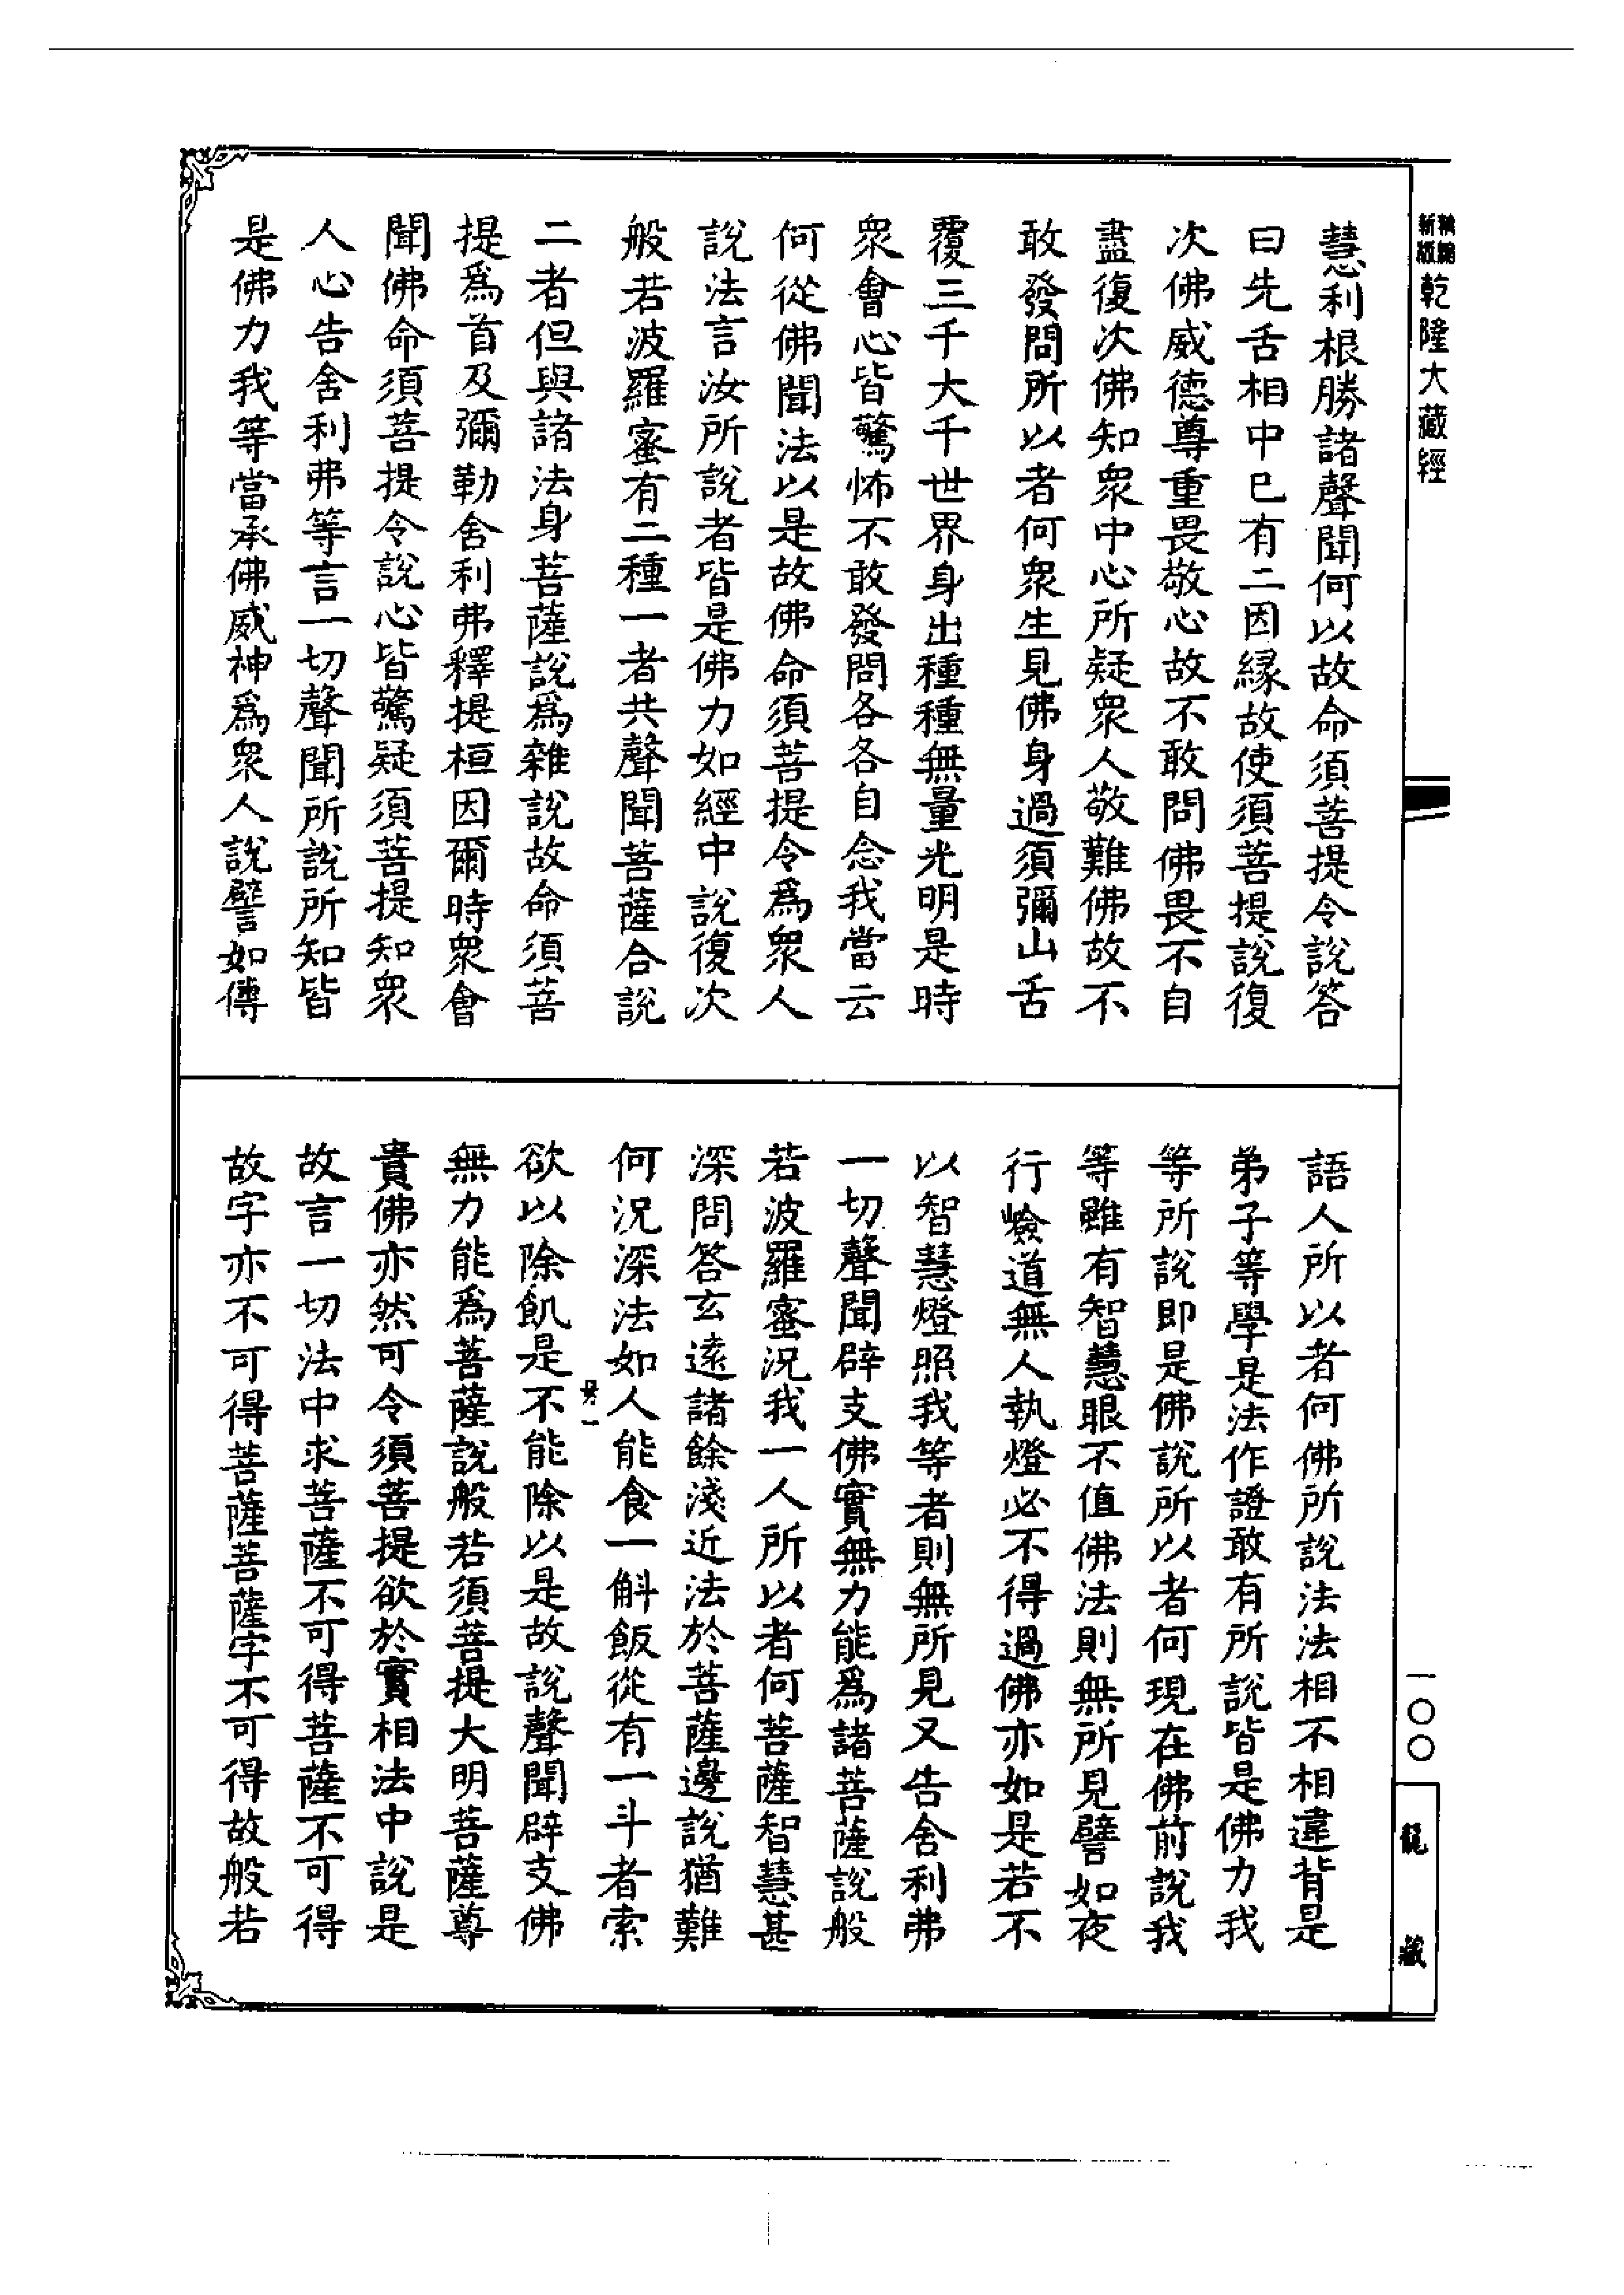 精編
新版
乾隆大藏經
慧利根勝諸聲聞何以故命須菩提令說答
曰先舌相中已有二因緣故使須菩提說復
次佛威德尊重畏敬心故不敢問佛畏不自
盡復次佛知衆中心所疑衆人敬難佛故不
敢發問所以者何衆生見佛身過須彌山舌
覆三千大千世界身出種種無量光明是時
衆會心皆驚怖不敢發問各各自念我當云
何從佛聞法以是故佛命須菩提令爲衆人
說法言汝所說者皆是佛力如經中說復次
般若波羅蜜有二種一者共聲聞菩薩合說
二者但與諸法身菩薩說爲雜說故命須菩
提爲首及彌勒舍利弗釋提桓因爾時衆會
聞佛命須菩提令說心皆驚疑須菩提知衆
人心告舍利弗等言一切聲聞所說所知皆
是佛力我等當承佛威神爲衆人說譬如傳
語人所以者何佛所說法法相不相違背是
弟子等學是法作證敢有所說皆是佛力我
等所說即是佛說所以者何現在佛前說我
等雖有智慧眼不值佛法則無所見譬如夜
行嶮道無人執燈必不得過佛亦如是若不
以智慧燈照我等者則無所見又告舍利弗
一切聲聞辟支佛實無力能爲諸菩薩說般
若波羅蜜況我一人所以者何菩薩智慧甚
深問答玄遠諸餘淺近法於菩薩邊說猶難
何況深法如人能食一斛飯從有一斗者索
欲以除飢是不能除以是故說聲聞辟支佛
無力能爲菩薩說般若須菩提大明菩薩尊
貴佛亦然可令須菩提欲於實相法中說是
故言一切法中求菩薩不可得菩薩不可得
故字亦不可得菩薩菩薩字不可得故般若
一〇〇
龍藏